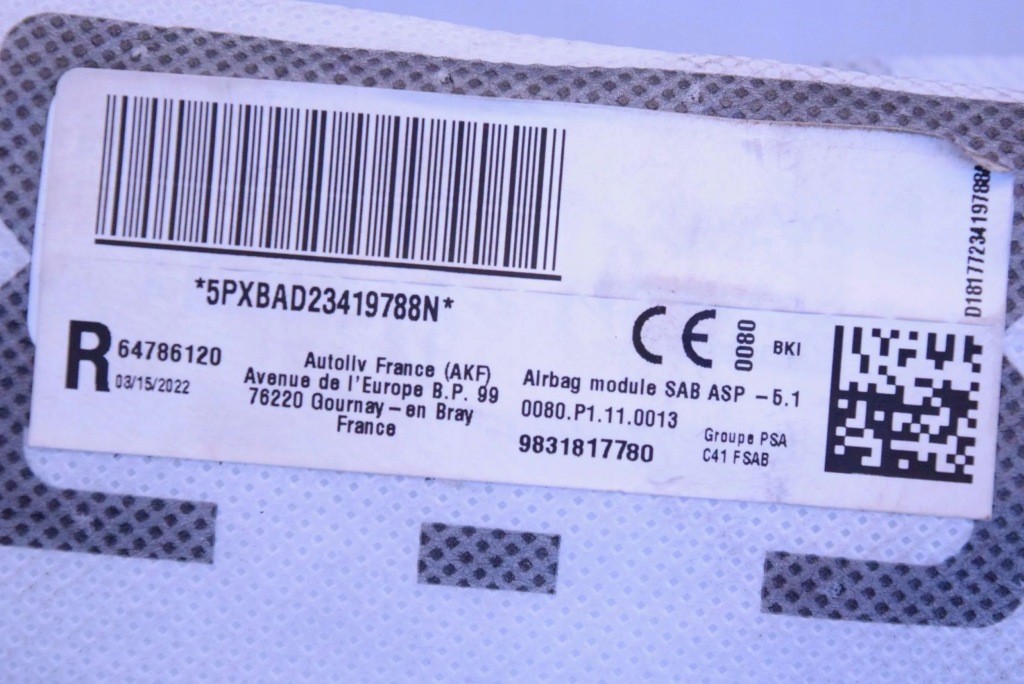 *5PXBAD23419788N*
R 64786120
03/15/2022
Autoliv France (AKF)
Avenue de l'Europe B.P. 99
76220 Gournay-en Bray
France
CE 0080 BKI
Airbag module SAB ASP -5.1
0080.P1.11.0013
9831817780
Groupe PSA
C41 FSAB